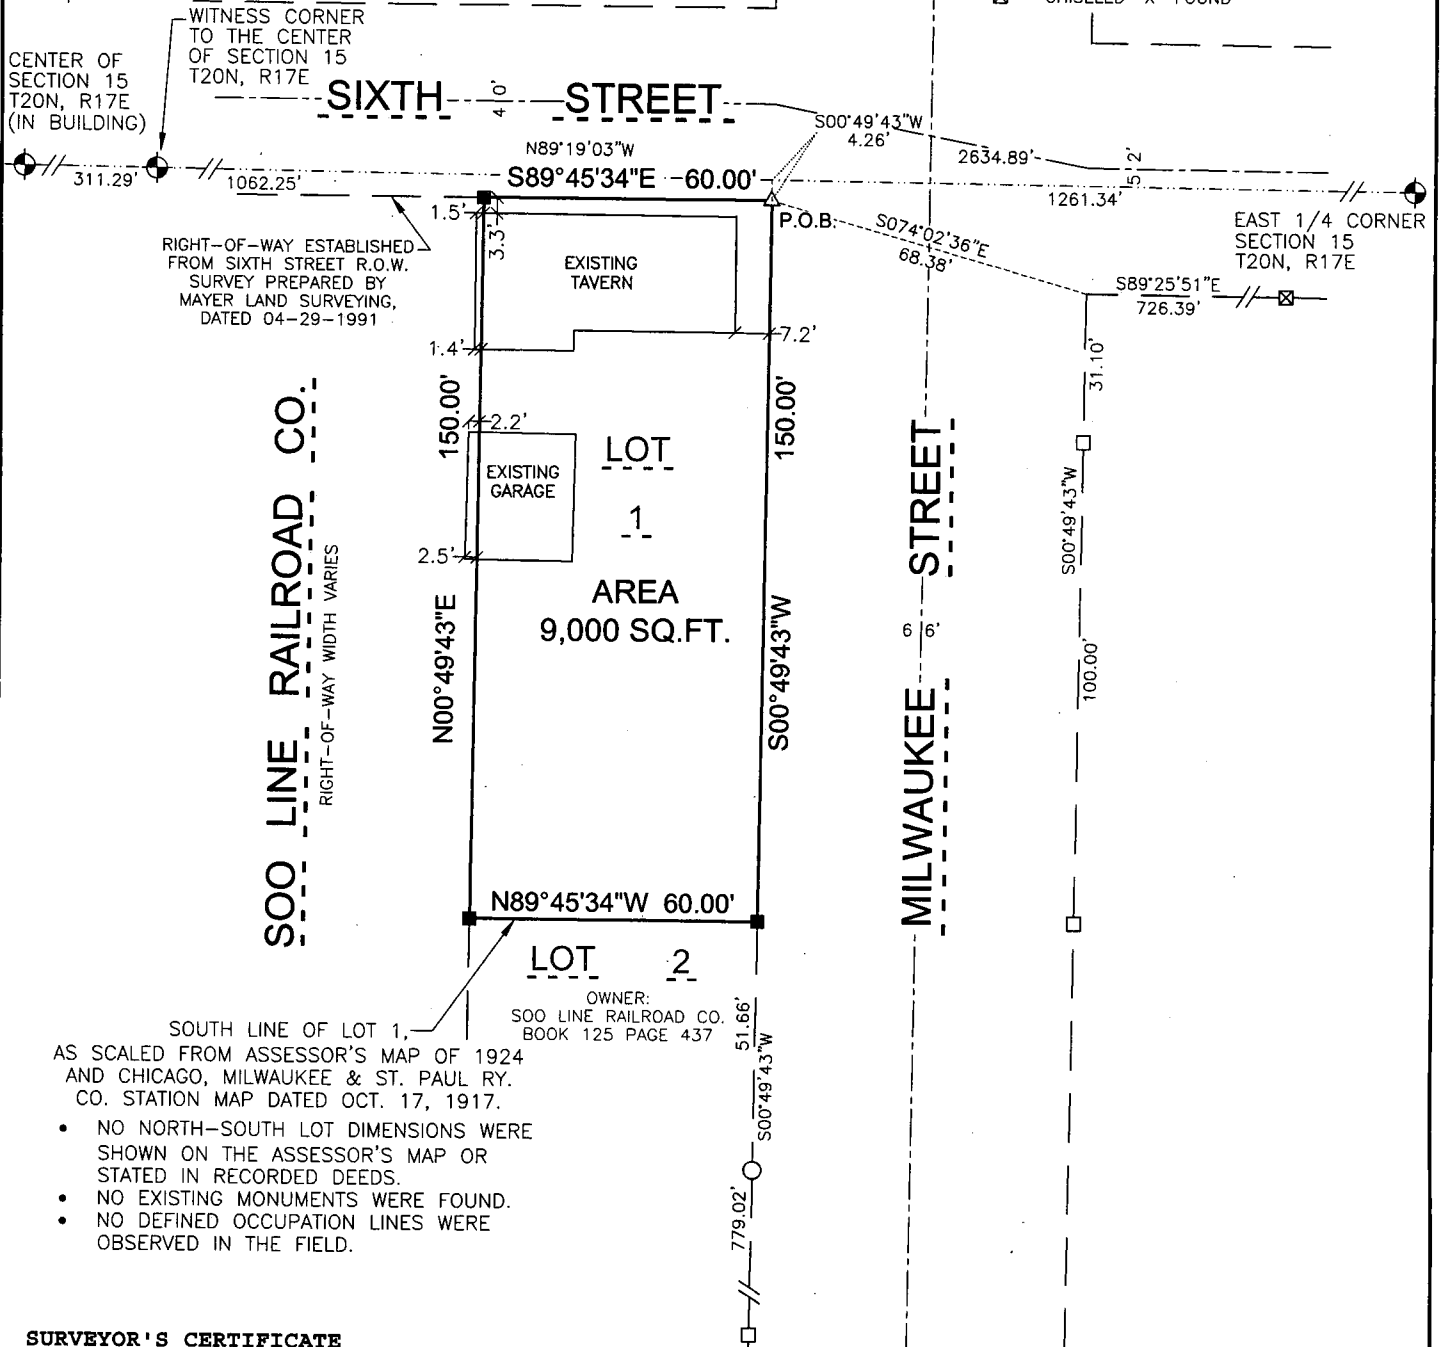 CHISELED X FOUND
WITNESS CORNER
TO THE CENTER
OF SECTION 15
T20N, R17E
CENTER OF
SECTION 15
T20N, R17E
(IN BUILDING)
SIXTH STREET
40'
S00°49'43"W
4.26'
N89°19'03"W
2634.89'
52'
311.29'
1062.25'
S89°45'34"E 60.00'
1261.34'
EAST 1/4 CORNER
SECTION 15
T20N, R17E
P.O.B.
S074°02'36"E
68.38'
S89°25'51"E
726.39'
1.5'
3.3'
RIGHT-OF-WAY ESTABLISHED
FROM SIXTH STREET R.O.W.
SURVEY PREPARED BY
MAYER LAND SURVEYING,
DATED 04-29-1991
EXISTING
TAVERN
1.4'
7.2'
31.10'
150.00'
150.00'
2.2'
LOT
1
EXISTING
GARAGE
2.5'
AREA
9,000 SQ.FT.
SOO LINE RAILROAD CO.
RIGHT-OF-WAY WIDTH VARIES
N00°49'43"E
S00°49'43"W
MILWAUKEE STREET
66'
S00°49'43"W
100.00'
N89°45'34"W 60.00'
LOT 2
OWNER:
SOO LINE RAILROAD CO.
BOOK 125 PAGE 437
51.66'
S00°49'43"W
779.02'
SOUTH LINE OF LOT 1,
AS SCALED FROM ASSESSOR'S MAP OF 1924
AND CHICAGO, MILWAUKEE & ST. PAUL RY.
CO. STATION MAP DATED OCT. 17, 1917.
• NO NORTH-SOUTH LOT DIMENSIONS WERE
SHOWN ON THE ASSESSOR'S MAP OR
STATED IN RECORDED DEEDS.
• NO EXISTING MONUMENTS WERE FOUND.
• NO DEFINED OCCUPATION LINES WERE
OBSERVED IN THE FIELD.
SURVEYOR'S CERTIFICATE